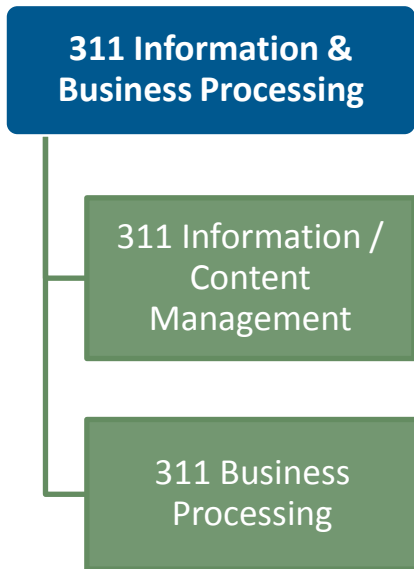 311 Information &
Business Processing
311 Information /
Content
Management
311 Business
Processing